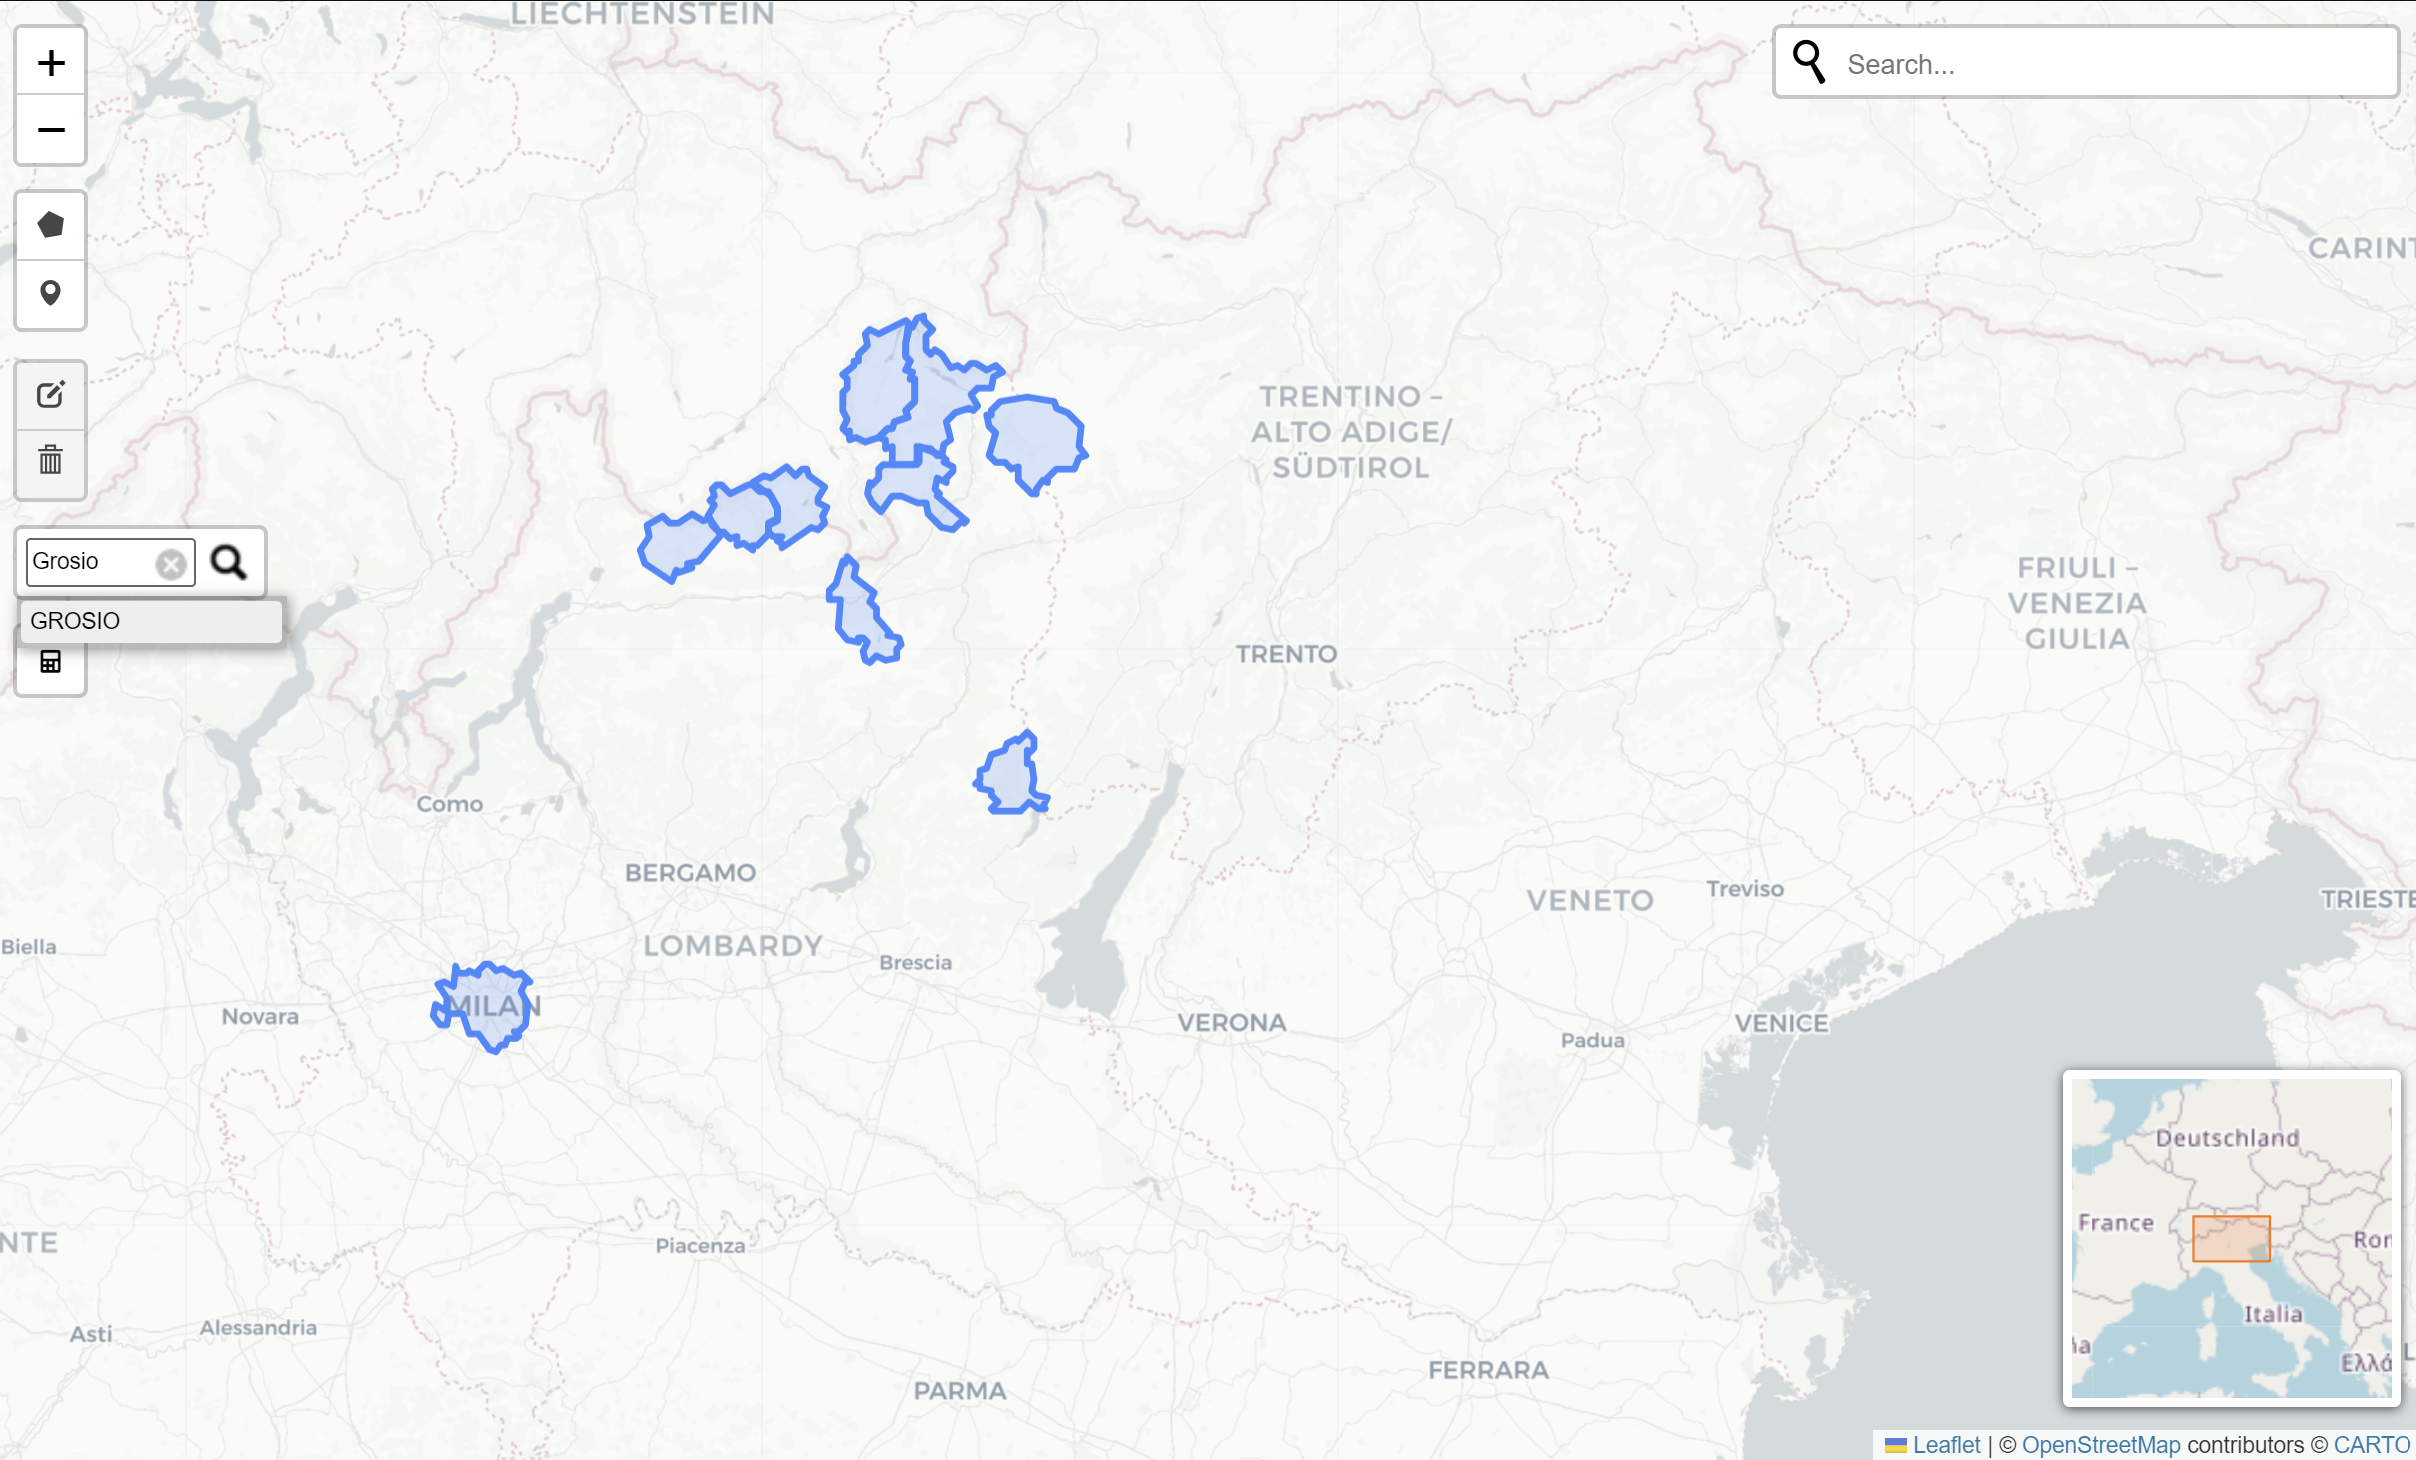 LIECHTENSTEIN
+
Search...
−
CARINT
TRENTINO –
ALTO ADIGE/
SÜDTIROL
Grosio
GROSIO
FRIULI –
VENEZIA
GIULIA
TRENTO
Como
BERGAMO
VENETO
Treviso
TRIESTE
LOMBARDY
Biella
Brescia
MILAN
Novara
VERONA
Padua
VENICE
Deutschland
France
Ror
Italia
Ελλά
NTE
Piacenza
Asti
Alessandria
FERRARA
PARMA
Leaflet | © OpenStreetMap contributors © CARTO